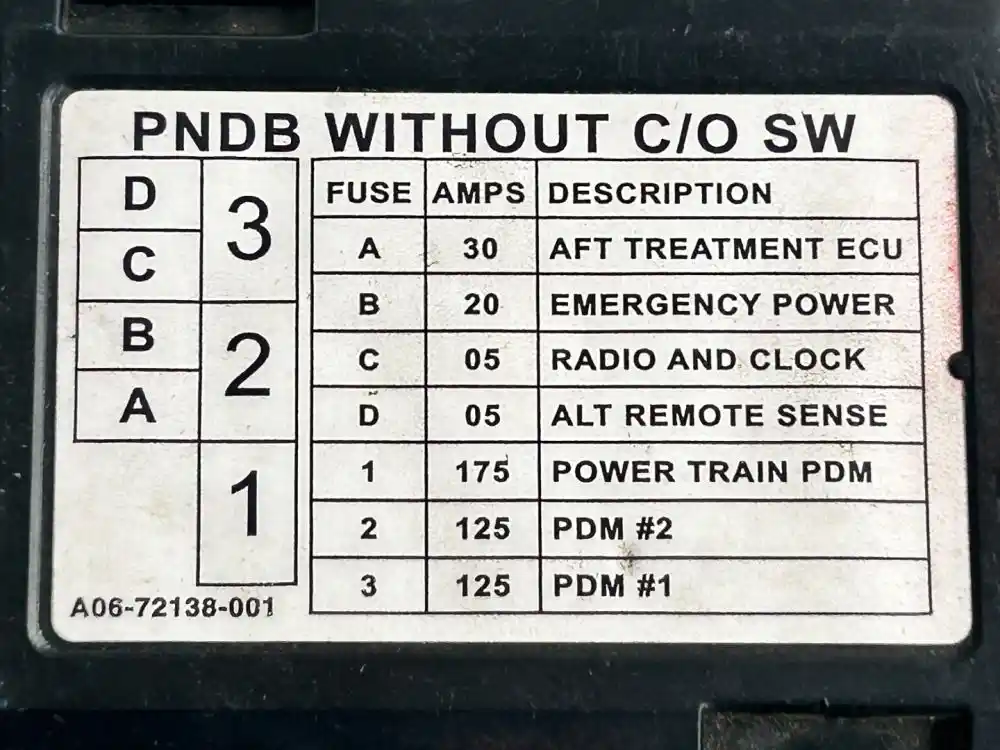 PNDB WITHOUT C/O SW
D
C
B
A
3
2
1
FUSE AMPS DESCRIPTION
A 30 AFT TREATMENT ECU
B 20 EMERGENCY POWER
C 05 RADIO AND CLOCK
D 05 ALT REMOTE SENSE
1 175 POWER TRAIN PDM
2 125 PDM #2
3 125 PDM #1
A06-72138-001